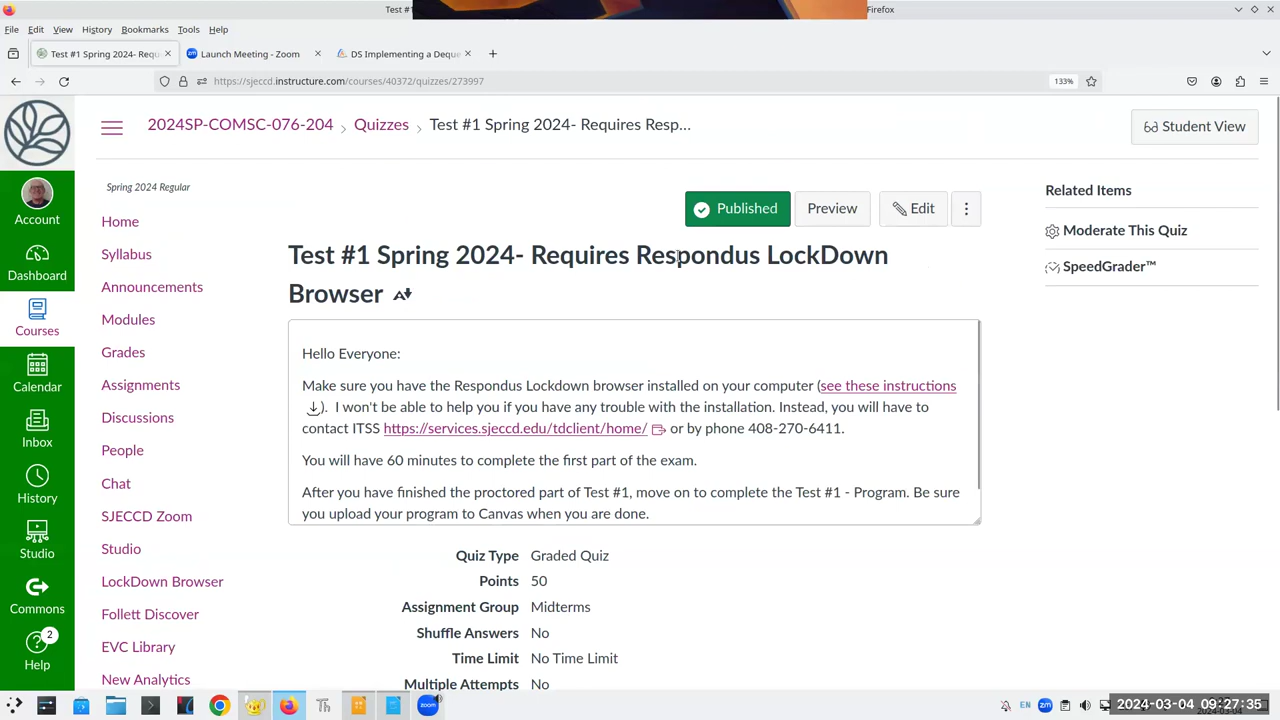 Test #1
Firefox
File Edit View History Bookmarks Tools Help
Test #1 Spring 2024- Requ
Launch Meeting - Zoom
DS Implementing a Deque
https://sjeccd.instructure.com/courses/40372/quizzes/273997
133%
2024SP-COMSC-076-204
Quizzes
Test #1 Spring 2024- Requires Resp...
Student View
Account
Dashboard
Courses
Calendar
Inbox
History
Studio
Commons
2
Help
Spring 2024 Regular
Home
Syllabus
Announcements
Modules
Grades
Assignments
Discussions
People
Chat
SJECCD Zoom
Studio
LockDown Browser
Follett Discover
EVC Library
New Analytics
Published
Preview
Edit
Test #1 Spring 2024- Requires Respondus LockDown
Browser
Hello Everyone:
Make sure you have the Respondus Lockdown browser installed on your computer (see these instructions
). I won't be able to help you if you have any trouble with the installation. Instead, you will have to
contact ITSS https://services.sjeccd.edu/tdclient/home/ or by phone 408-270-6411.
You will have 60 minutes to complete the first part of the exam.
After you have finished the proctored part of Test #1, move on to complete the Test #1 - Program. Be sure
you upload your program to Canvas when you are done.
Quiz Type Graded Quiz
Points 50
Assignment Group Midterms
Shuffle Answers No
Time Limit No Time Limit
Multiple Attempts No
Related Items
Moderate This Quiz
SpeedGrader™
Th
zoom
EN
zm
2024-03-04 09:27:35